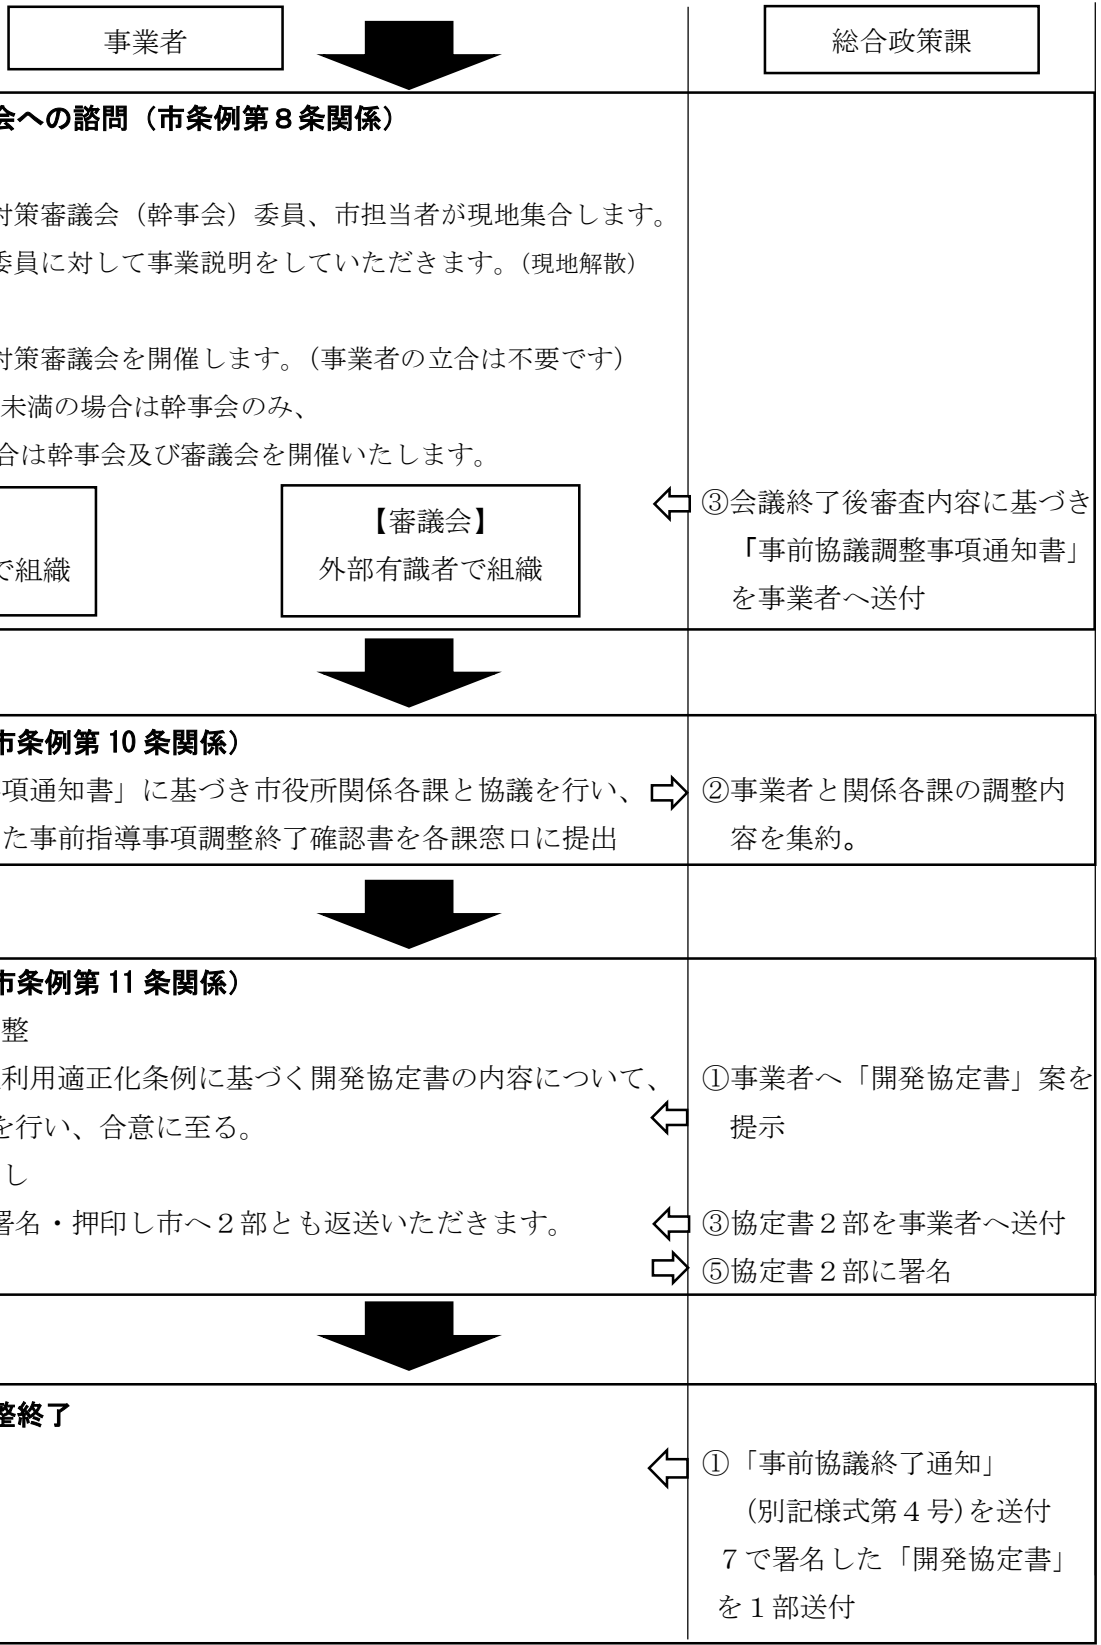 事業者
総合政策課
会への諮問（市条例第８条関係）
対策審議会（幹事会）委員、市担当者が現地集合します。
委員に対して事業説明をしていただきます。（現地解散）
対策審議会を開催します。（事業者の立合は不要です）
未満の場合は幹事会のみ、
合は幹事会及び審議会を開催いたします。
で組織
【審議会】
外部有識者で組織
③会議終了後審査内容に基づき
「事前協議調整事項通知書」
を事業者へ送付
市条例第 10 条関係）
項通知書」に基づき市役所関係各課と協議を行い、
た事前指導事項調整終了確認書を各課窓口に提出
②事業者と関係各課の調整内
容を集約。
市条例第 11 条関係）
整
利用適正化条例に基づく開発協定書の内容について、
を行い、合意に至る。
し
署名・押印し市へ２部とも返送いただきます。
①事業者へ「開発協定書」案を
提示
③協定書２部を事業者へ送付
⑤協定書２部に署名
整終了
①「事前協議終了通知」
（別記様式第４号）を送付
７で署名した「開発協定書」
を１部送付